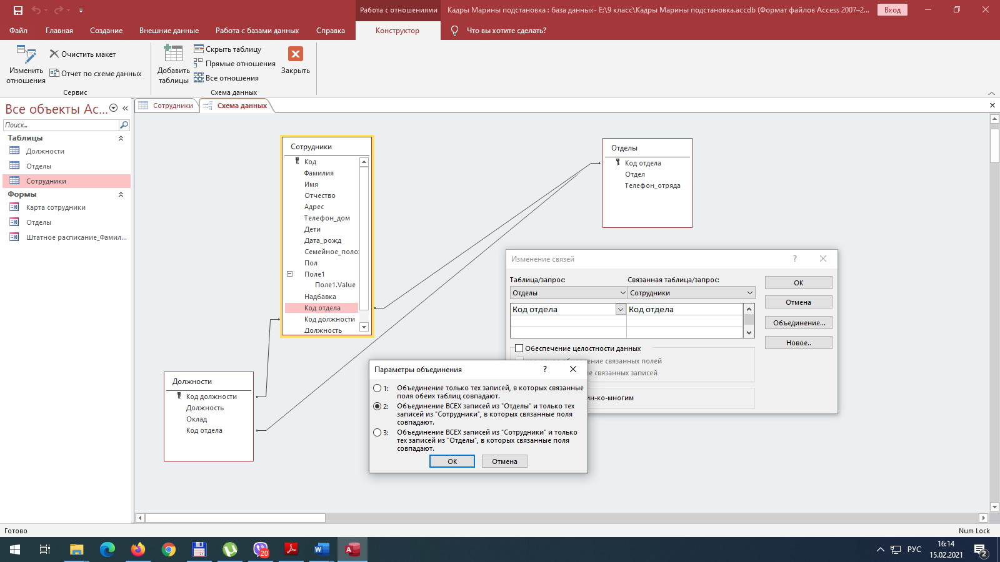 Работа с отношениями
Кадры Марины подстановка : база данных- E:\9 класс\Кадры Марины подстановка.accdb (Формат файлов Access 2007–2...
Вход
Файл
Главная
Создание
Внешние данные
Работа с базами данных
Справка
Конструктор
Что вы хотите сделать?
Изменить
отношения
Очистить макет
Отчет по схеме данных
Сервис
Добавить
таблицы
Скрыть таблицу
Прямые отношения
Все отношения
Закрыть
Схема данных
Все объекты Ac...
Поиск...
Таблицы
Должности
Отделы
Сотрудники
Формы
Карта сотрудники
Отделы
Штатное расписание_Фамил...
Сотрудники
Схема данных
Сотрудники
Код
Фамилия
Имя
Отчество
Адрес
Телефон_дом
Дети
Дата_рожд
Семейное_поло
Пол
Поле1
Поле1.Value
Надбавка
Код отдела
Код должности
Должность
Отделы
Код отдела
Отдел
Телефон_отряда
Должности
Код должности
Должность
Оклад
Код отдела
Изменение связей
?
Таблица/запрос:
Связанная таблица/запрос:
Отделы
Сотрудники
Код отдела
Код отдела
ОК
Отмена
Объединение...
Новое..
Обеспечение целостности данных
связанных полей
связанных записей
ин-ко-многим
Параметры объединения
?
1: Объединение только тех записей, в которых связанные
поля обеих таблиц совпадают.
2: Объединение ВСЕХ записей из "Отделы" и только тех
записей из "Сотрудники", в которых связанные поля
совпадают.
3: Объединение ВСЕХ записей из "Сотрудники" и только
тех записей из "Отделы", в которых связанные поля
совпадают.
ОК
Отмена
Готово
Num Lock
20
РУС
16:14
15.02.2021
2